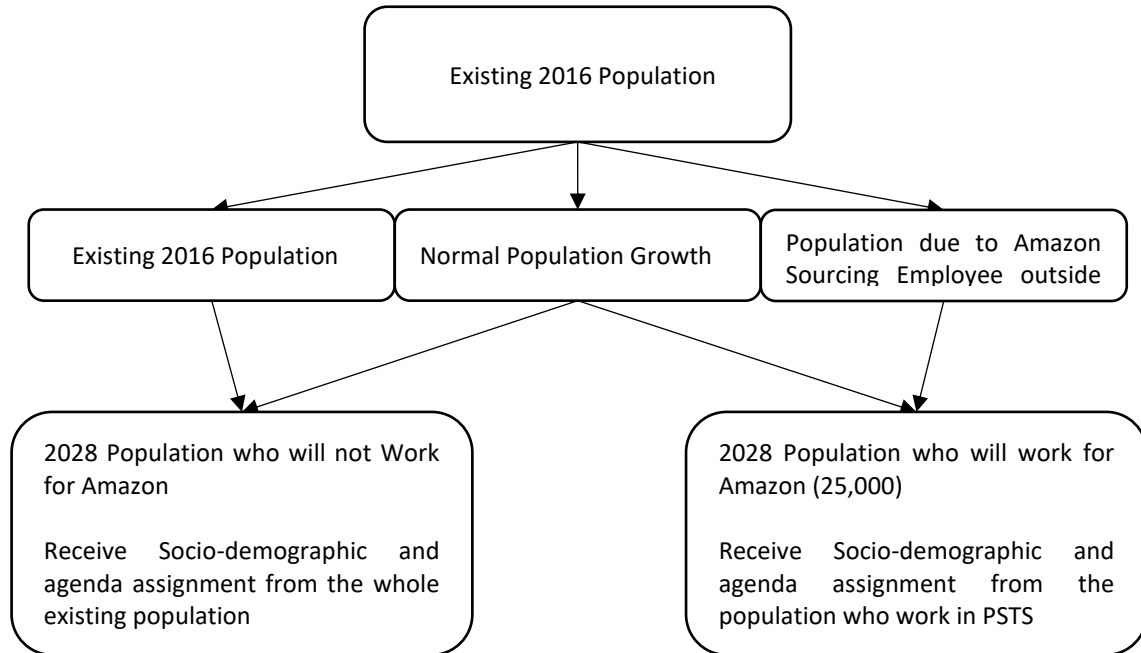 Existing 2016 Population
Existing 2016 Population
Normal Population Growth
Population due to Amazon
Sourcing Employee outside
2028 Population who will not Work
for Amazon
Receive Socio-demographic and
agenda assignment from the whole
existing population
2028 Population who will work for
Amazon (25,000)
Receive Socio-demographic and
agenda assignment from the
population who work in PSTS